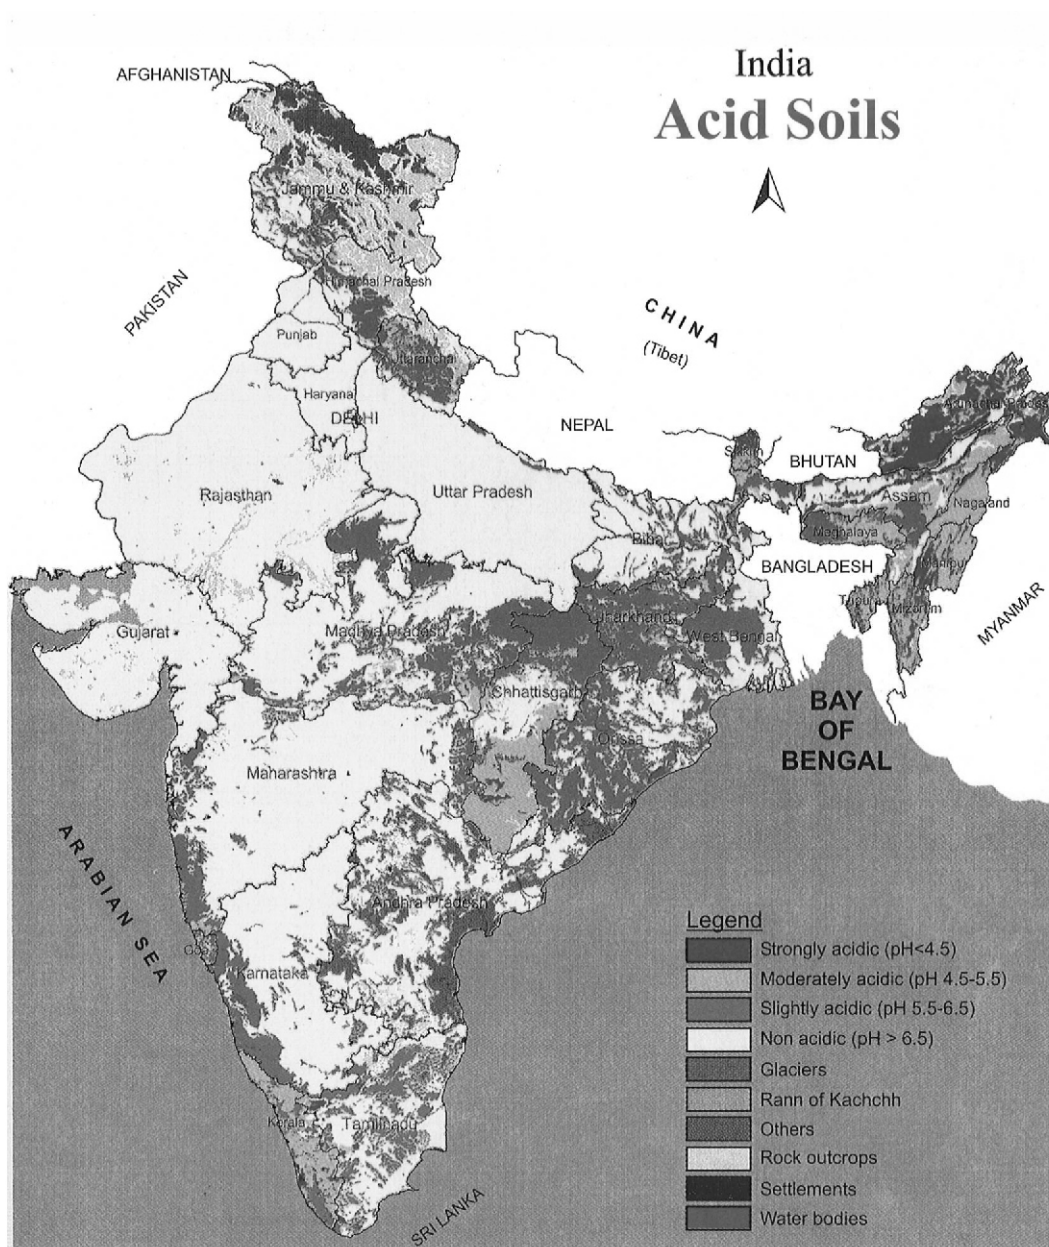 India
Acid Soils
AFGHANISTAN
Jammu & Kashmir
Himachal Pradesh
PAKISTAN
CHINA
(Tibet)
Punjab
Uttaranchal
Haryana
DELHI
NEPAL
Arunachal Pradesh
Sikkim
BHUTAN
Rajasthan
Uttar Pradesh
Assam
Nagaland
Bihar
Meghalaya
BANGLADESH
Manipur
Gujarat
Madhya Pradesh
Jharkhand
West Bengal
Tripura
Mizoram
MYANMAR
Chhattisgarh
BAY
OF
BENGAL
Orissa
Maharashtra
ARABIAN SEA
Andhra Pradesh
Goa
Karnataka
Kerala
Tamilnadu
SRI LANKA
Legend
Strongly acidic (pH<4.5)
Moderately acidic (pH 4.5-5.5)
Slightly acidic (pH 5.5-6.5)
Non acidic (pH > 6.5)
Glaciers
Rann of Kachchh
Others
Rock outcrops
Settlements
Water bodies